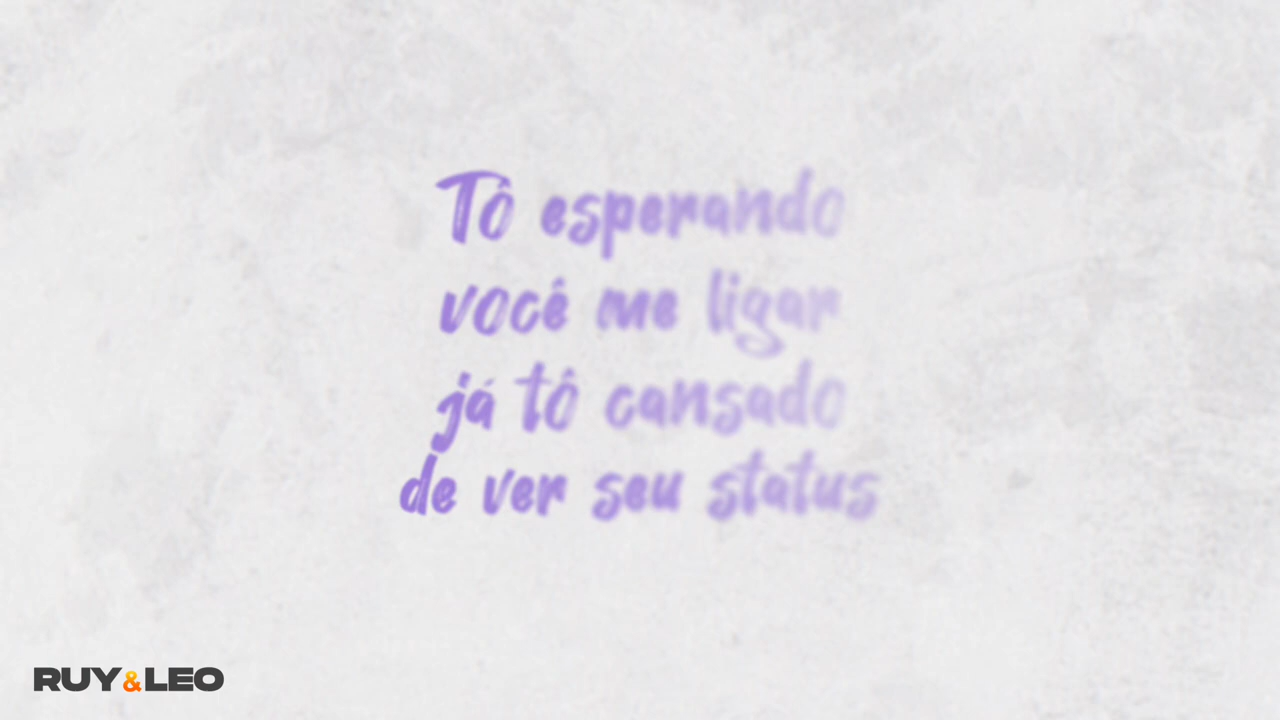 Tô esperando
você me ligar
já tô cansado
de ver seu status
RUY&LEO